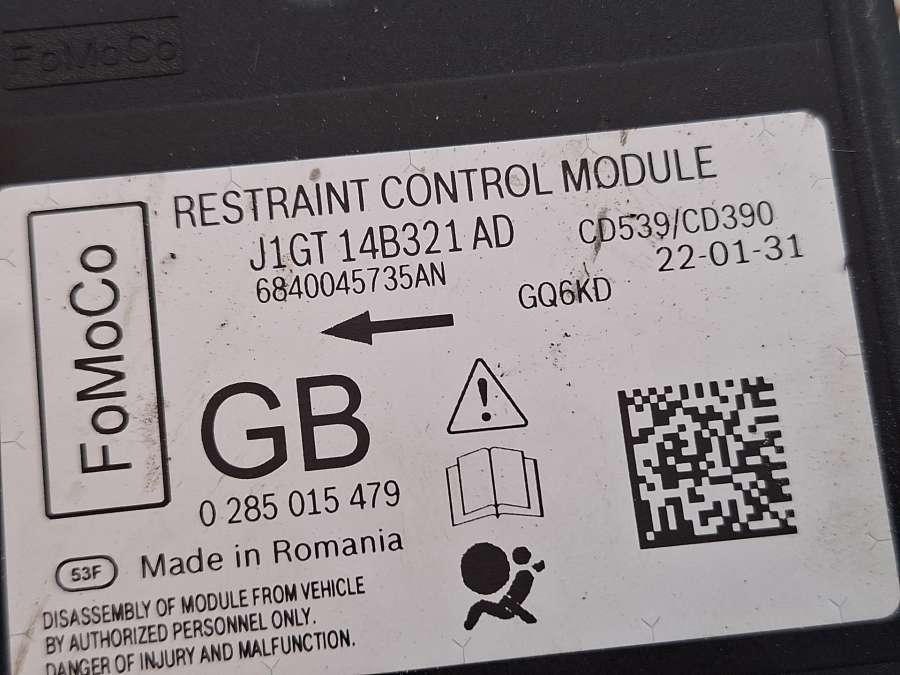 FoMoCo
RESTRAINT CONTROL MODULE
J1GT 14B321 AD
CD539/CD390
6840045735AN
22-01-31
GQ6KD
FoMoCo
GB
0 285 015 479
53F Made in Romania
DISASSEMBLY OF MODULE FROM VEHICLE
BY AUTHORIZED PERSONNEL ONLY.
DANGER OF INJURY AND MALFUNCTION.